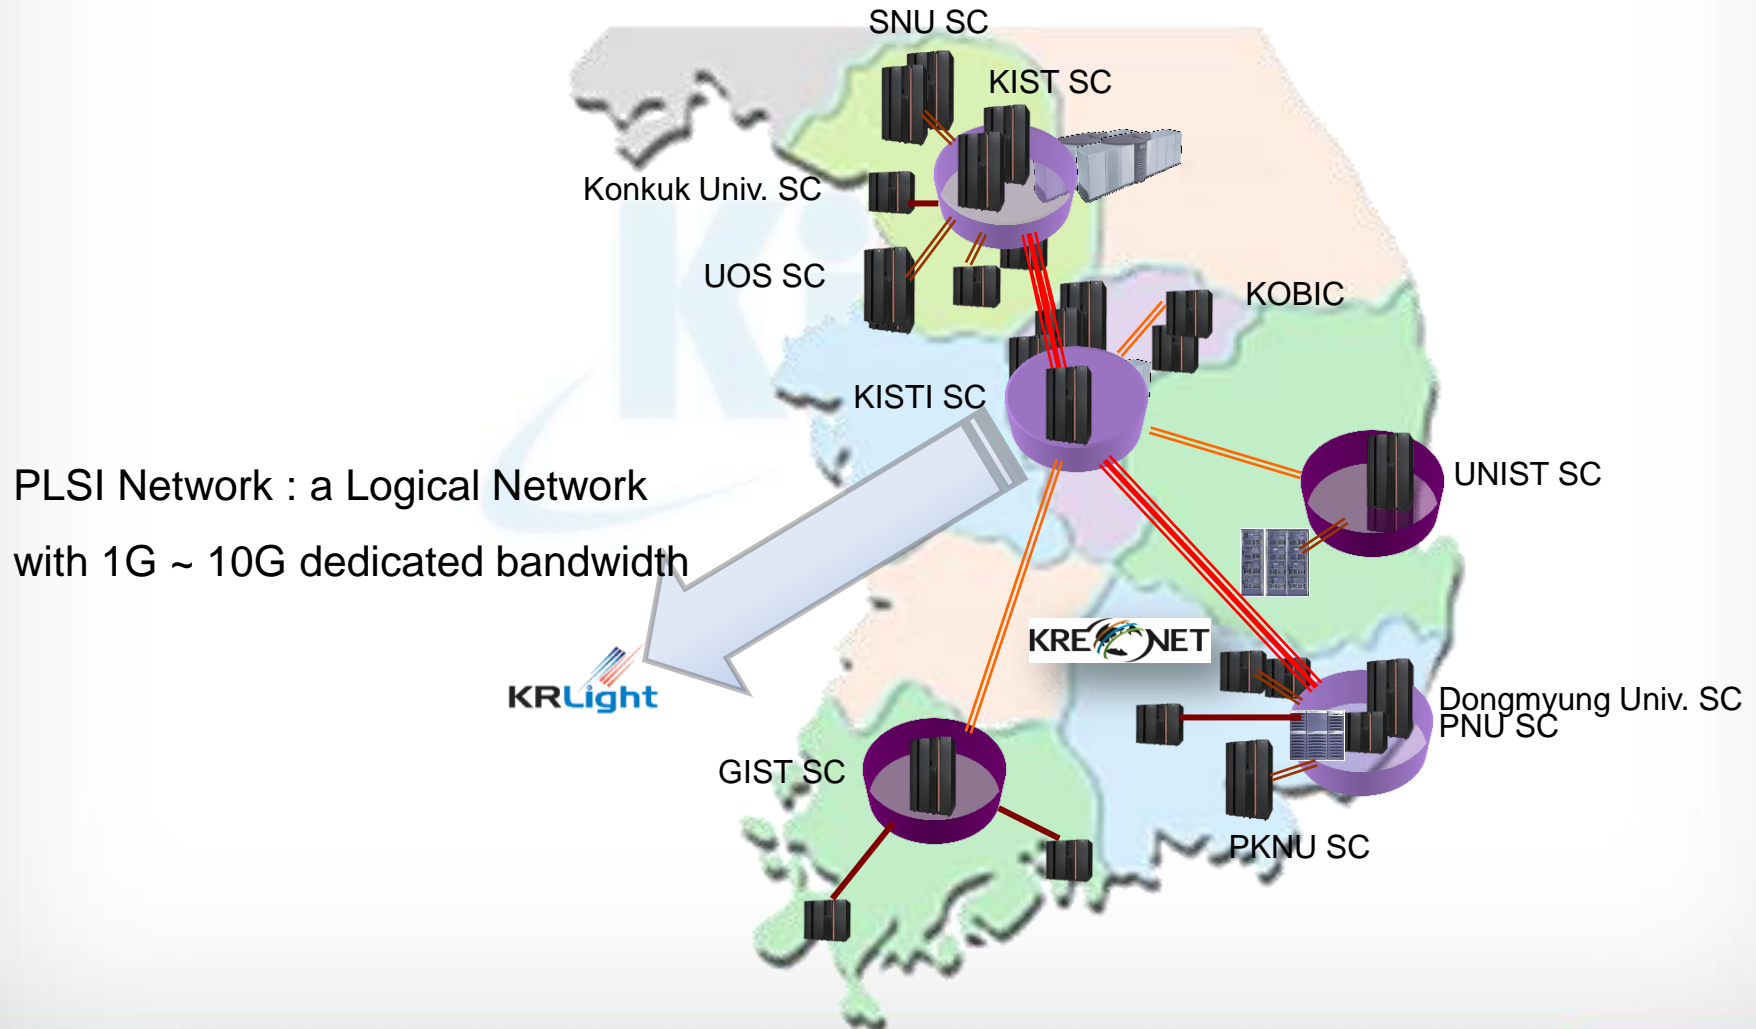 SNU SC
KIST SC
Konkuk Univ. SC
UOS SC
KOBIC
KISTI SC
PLSI Network : a Logical Network
with 1G ~ 10G dedicated bandwidth
UNIST SC
KREONET
KRLight
Dongmyung Univ. SC
PNU SC
GIST SC
PKNU SC
Ki